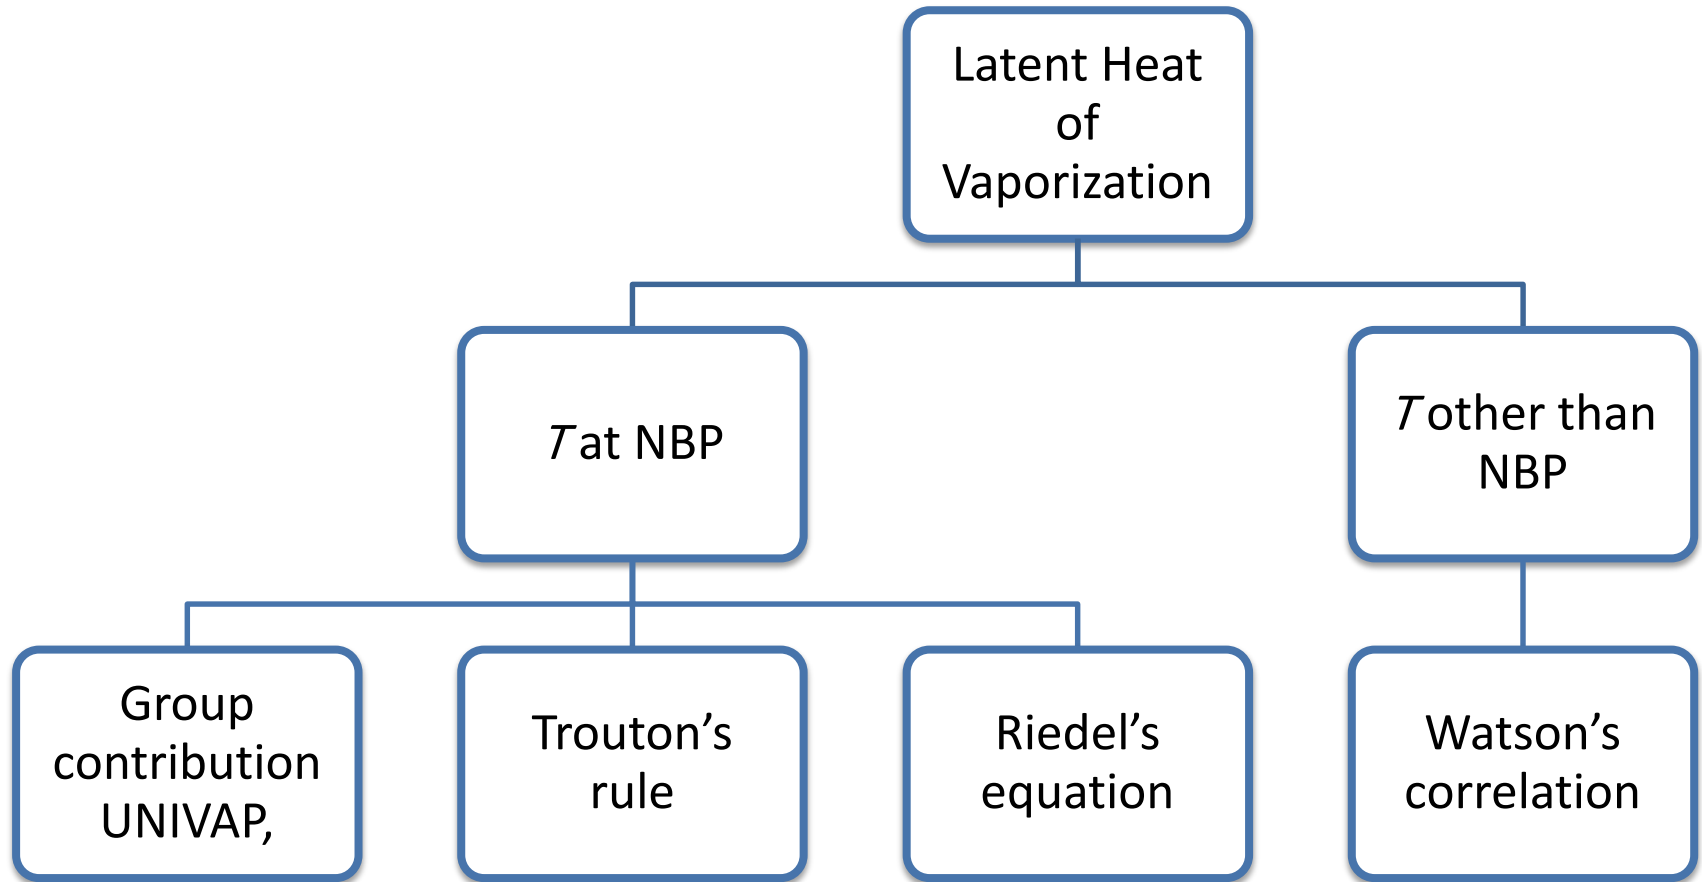 Latent Heat
of
Vaporization
T at NBP
T other than
NBP
Group
contribution
UNIVAP,
Trouton’s
rule
Riedel’s
equation
Watson’s
correlation